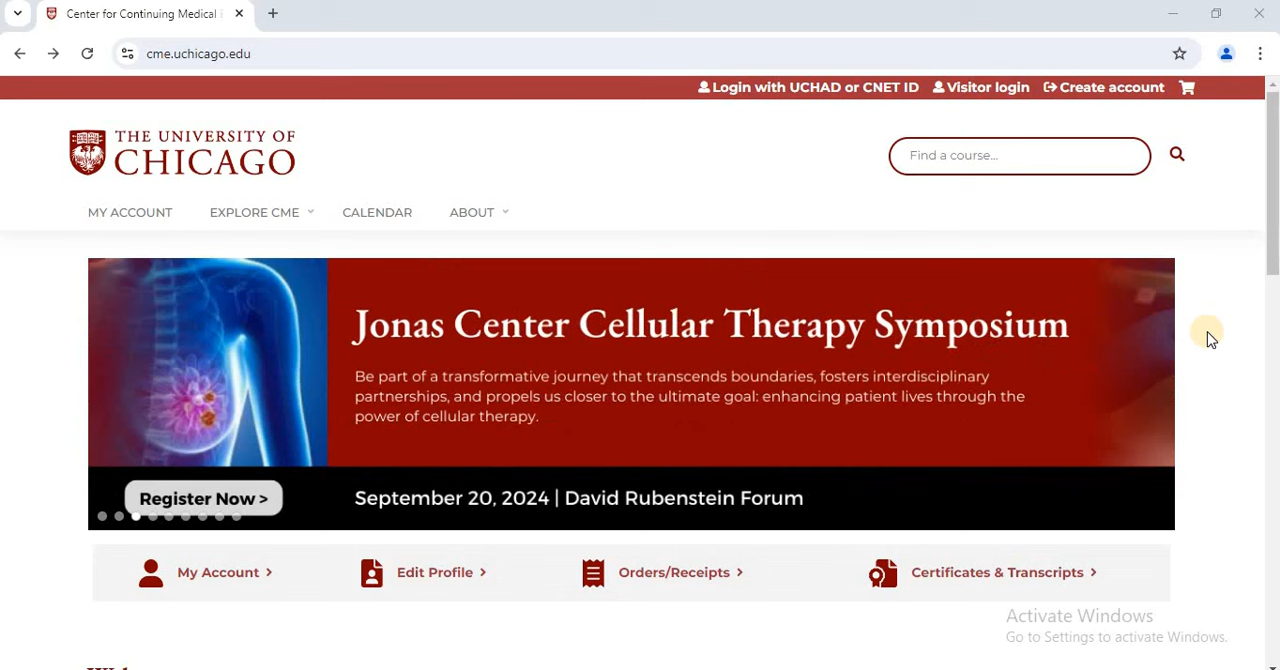 Center for Continuing Medical
cme.uchicago.edu
Login with UCHAD or CNET ID Visitor login Create account
THE UNIVERSITY OF
CHICAGO
Find a course...
MY ACCOUNT EXPLORE CME CALENDAR ABOUT
Jonas Center Cellular Therapy Symposium
Be part of a transformative journey that transcends boundaries, fosters interdisciplinary
partnerships, and propels us closer to the ultimate goal: enhancing patient lives through the
power of cellular therapy.
Register Now > September 20, 2024 | David Rubenstein Forum
My Account > Edit Profile > Orders/Receipts > Certificates & Transcripts >
Activate Windows
Go to Settings to activate Windows.